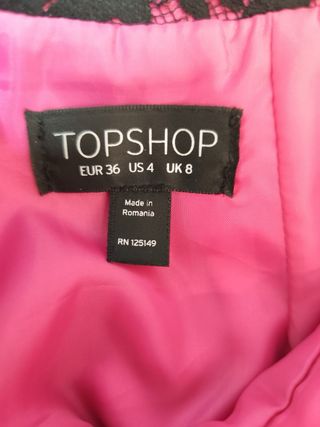 TOPSHOP
EUR 36 US 4 UK 8
Made in
Romania
RN 125149